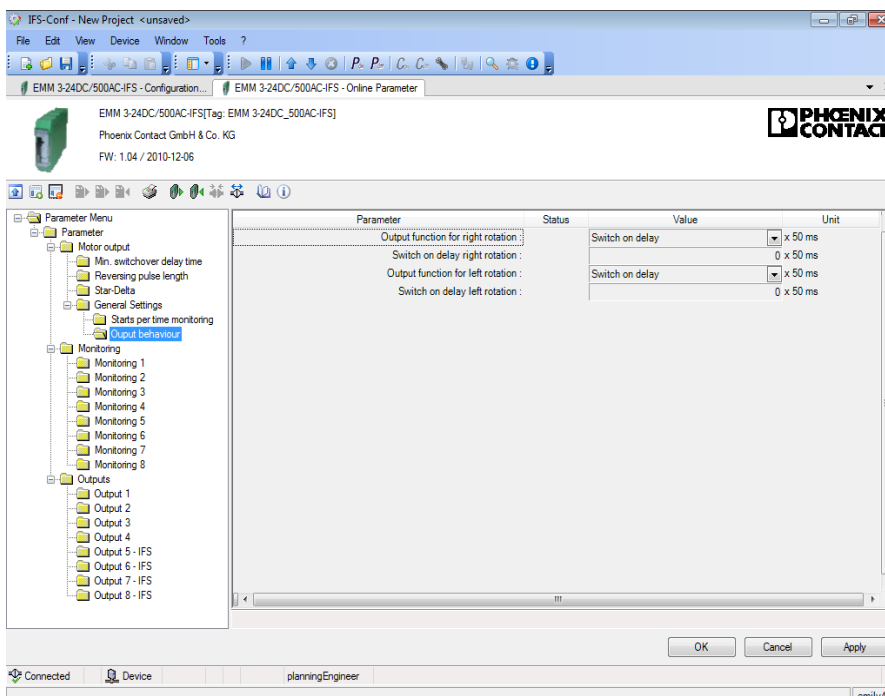 IFS-Conf - New Project <unsaved>
File Edit View Device Window Tools ?
EMM 3-24DC/500AC-IFS - Configuration... EMM 3-24DC/500AC-IFS - Online Parameter
EMM 3-24DC/500AC-IFS[Tag: EMM 3-24DC_500AC-IFS]
Phoenix Contact GmbH & Co. KG
FW: 1.04 / 2010-12-06
PHŒNIX
CONTACT
Parameter Menu
Parameter
Motor output
Min. switchover delay time
Reversing pulse length
Star-Delta
General Settings
Starts per time monitoring
Ouput behaviour
Monitoring
Monitoring 1
Monitoring 2
Monitoring 3
Monitoring 4
Monitoring 5
Monitoring 6
Monitoring 7
Monitoring 8
Outputs
Output 1
Output 2
Output 3
Output 4
Output 5 - IFS
Output 6 - IFS
Output 7 - IFS
Output 8 - IFS
Parameter Status Value Unit
Output function for right rotation : Switch on delay x 50 ms
Switch on delay right rotation : 0 x 50 ms
Output function for left rotation : Switch on delay x 50 ms
Switch on delay left rotation : 0 x 50 ms
OK Cancel Apply
Connected Device planningEngineer